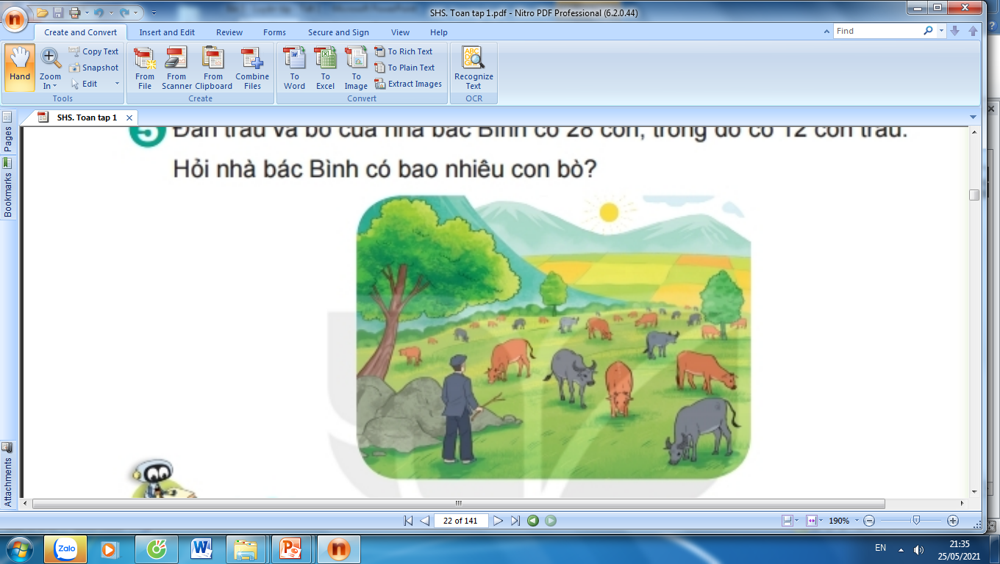 SHS. Toan tap 1.pdf - Nitro PDF Professional (6.2.0.44)
Create and Convert Insert and Edit Review Forms Secure and Sign View Help Find
Hand
Zoom In
Copy Text
Snapshot
Edit
Tools
From File
From Scanner
From Clipboard
Combine Files
Create
To Word
To Excel
To Image
To Rich Text
To Plain Text
Extract Images
Convert
Recognize Text
OCR
SHS. Toan tap 1
Pages
Bookmarks
Attachments
5 Đàn trâu và bò của nhà bác Bình có 28 con, trong đó có 12 con trâu.
Hỏi nhà bác Bình có bao nhiêu con bò?
22 of 141
190%
Zalo
EN
21:35
25/05/2021